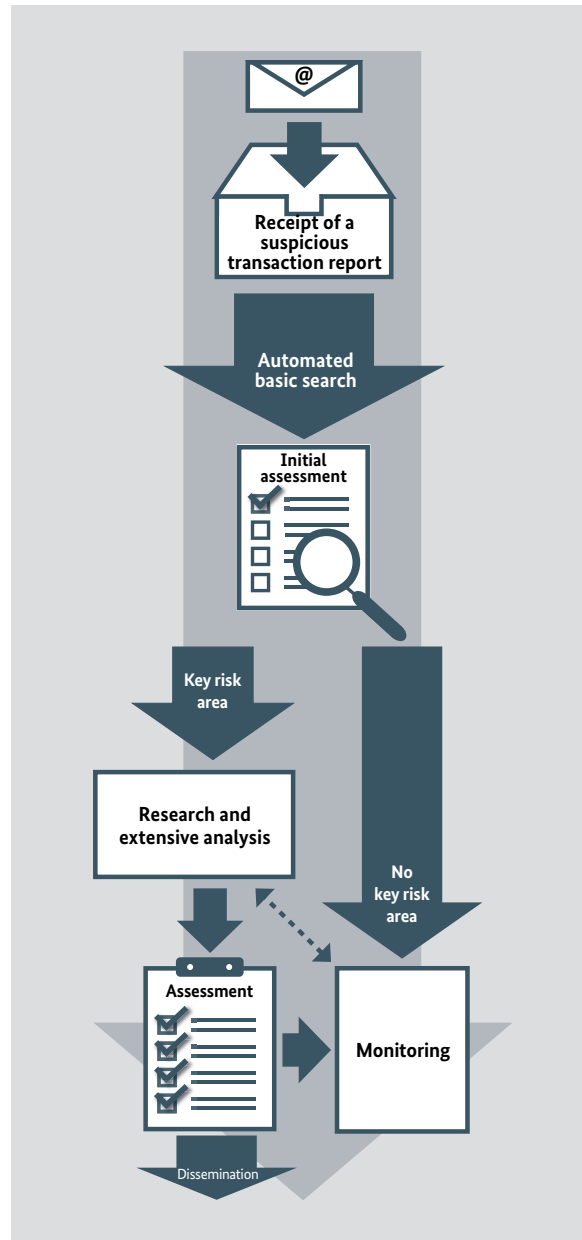 @
Receipt of a
suspicious
transaction report
Automated
basic search
Initial
assessment
Key risk
area
Research and
extensive analysis
No
key risk
area
Assessment
Monitoring
Dissemination